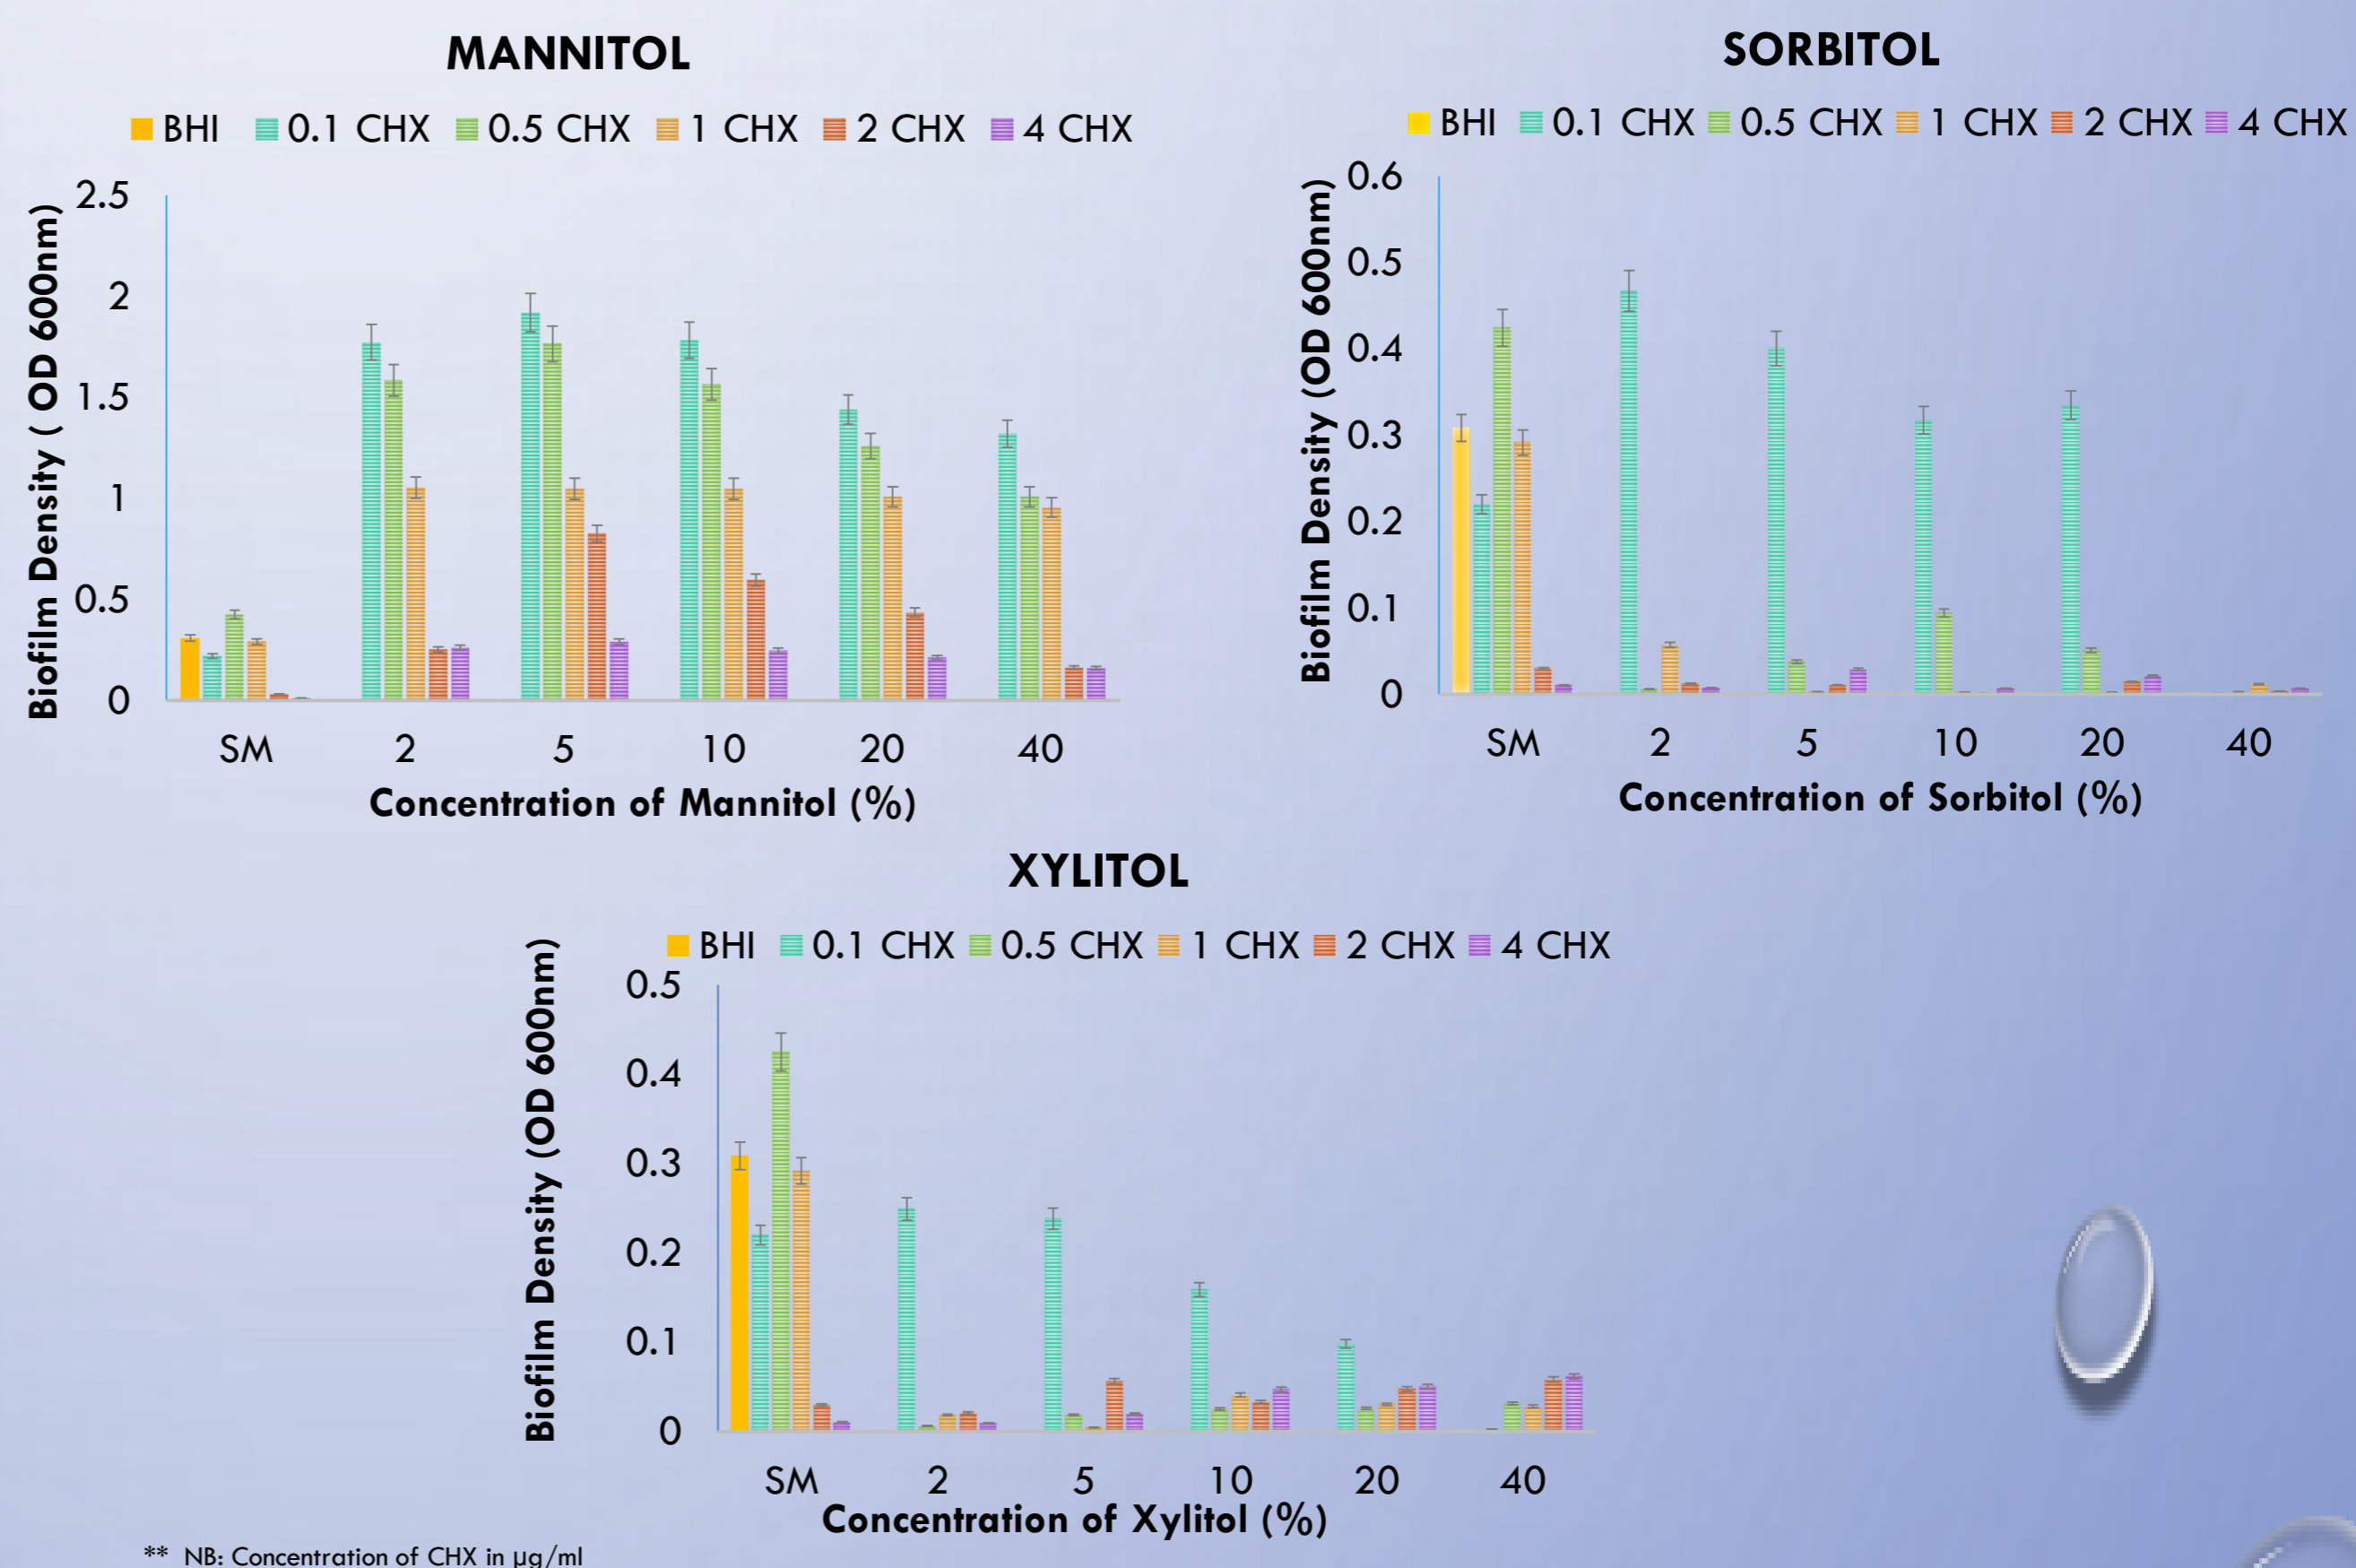 MANNITOL
BHI 0.1 CHX 0.5 CHX 1 CHX 2 CHX 4 CHX
Biofilm Density ( OD 600nm)
2.5
2
1.5
1
0.5
0
SM 2 5 10 20 40
Concentration of Mannitol (%)
SORBITOL
BHI 0.1 CHX 0.5 CHX 1 CHX 2 CHX 4 CHX
Biofilm Density (OD 600nm)
0.6
0.5
0.4
0.3
0.2
0.1
0
SM 2 5 10 20 40
Concentration of Sorbitol (%)
XYLITOL
BHI 0.1 CHX 0.5 CHX 1 CHX 2 CHX 4 CHX
Biofilm Density (OD 600nm)
0.5
0.4
0.3
0.2
0.1
0
SM 2 5 10 20 40
Concentration of Xylitol (%)
** NB: Concentration of CHX in µg/ml